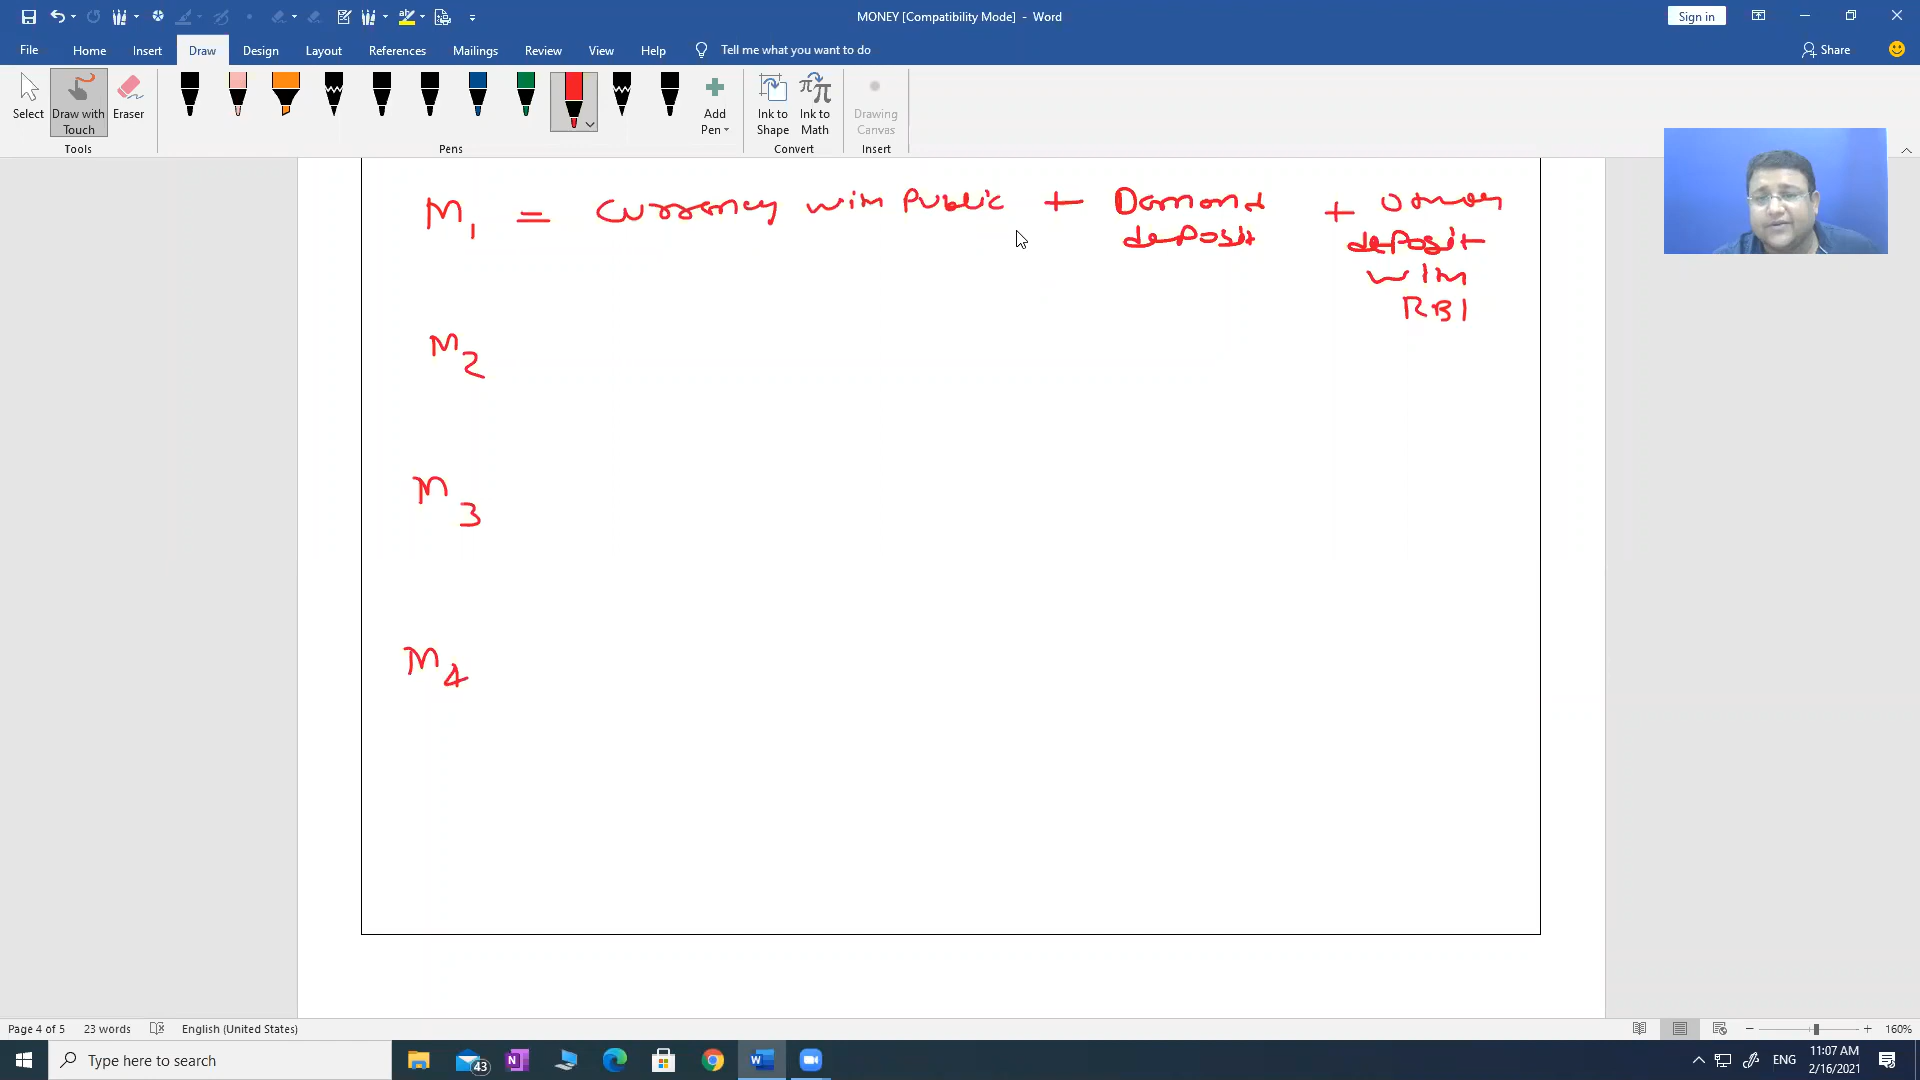 MONEY [Compatibility Mode] - Word
Sign in
File Home Insert Draw Design Layout References Mailings Review View Help Tell me what you want to do Share
Select
Draw with Touch
Eraser
Add Pen
Ink to Shape
Ink to Math
Drawing Canvas
Tools Pens Convert Insert
M1 = Currency with Public + Demand + other
deposit deposit
with
RBI
M2
M3
M4
Page 4 of 5 23 words English (United States) 160%
Type here to search
43
ENG
11:07 AM
2/16/2021